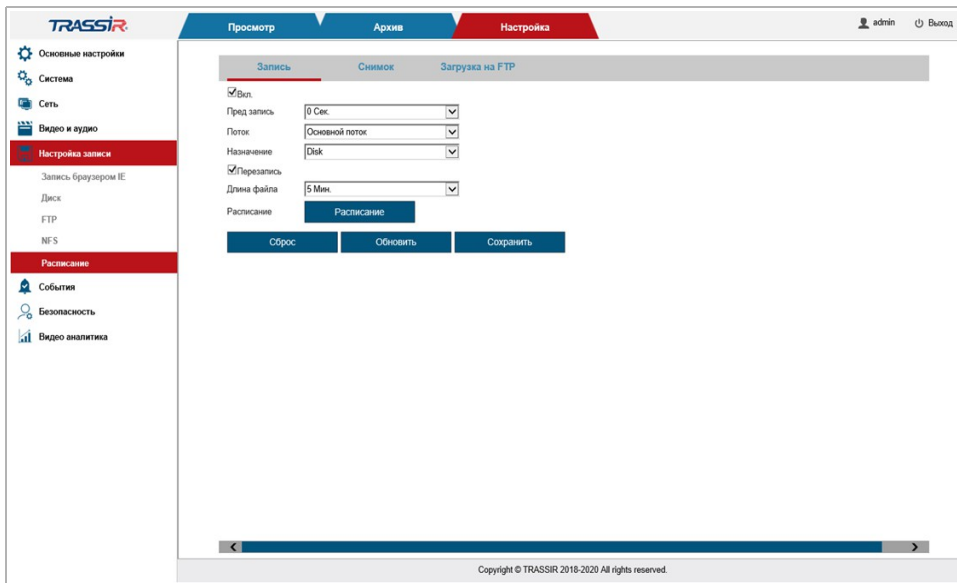 TRASSIR
Просмотр
Архив
Настройка
admin
Выход
Основные настройки
Система
Сеть
Видео и аудио
Настройка записи
Запись браузером IE
Диск
FTP
NFS
Расписание
События
Безопасность
Видео аналитика
Запись
Снимок
Загрузка на FTP
Вкл.
Пред запись
0 Сек.
Поток
Основной поток
Назначение
Disk
Перезапись
Длина файла
5 Мин.
Расписание
Расписание
Сброс
Обновить
Сохранить
Copyright © TRASSIR 2018-2020 All rights reserved.